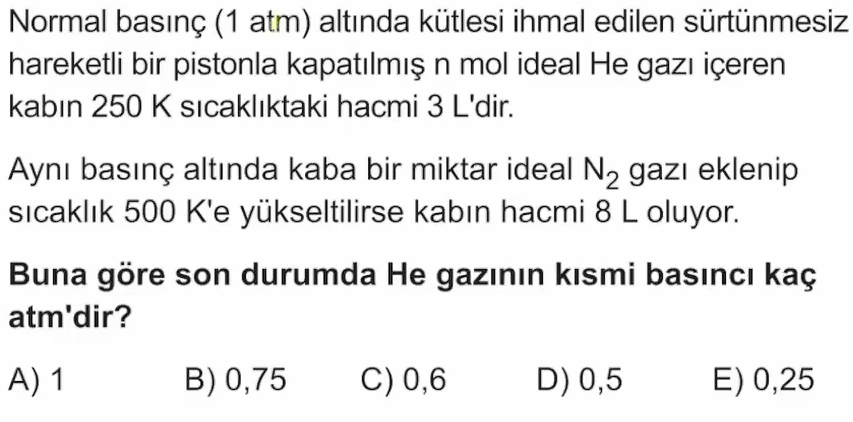 Normal basınç (1 atm) altında kütlesi ihmal edilen sürtünmesiz
hareketli bir pistonla kapatılmış n mol ideal He gazı içeren
kabın 250 K sıcaklıktaki hacmi 3 L'dir.
Aynı basınç altında kaba bir miktar ideal N₂ gazı eklenip
sıcaklık 500 K'e yükseltilirse kabın hacmi 8 L oluyor.
Buna göre son durumda He gazının kısmi basıncı kaç
atm'dir?
A) 1 B) 0,75 C) 0,6 D) 0,5 E) 0,25